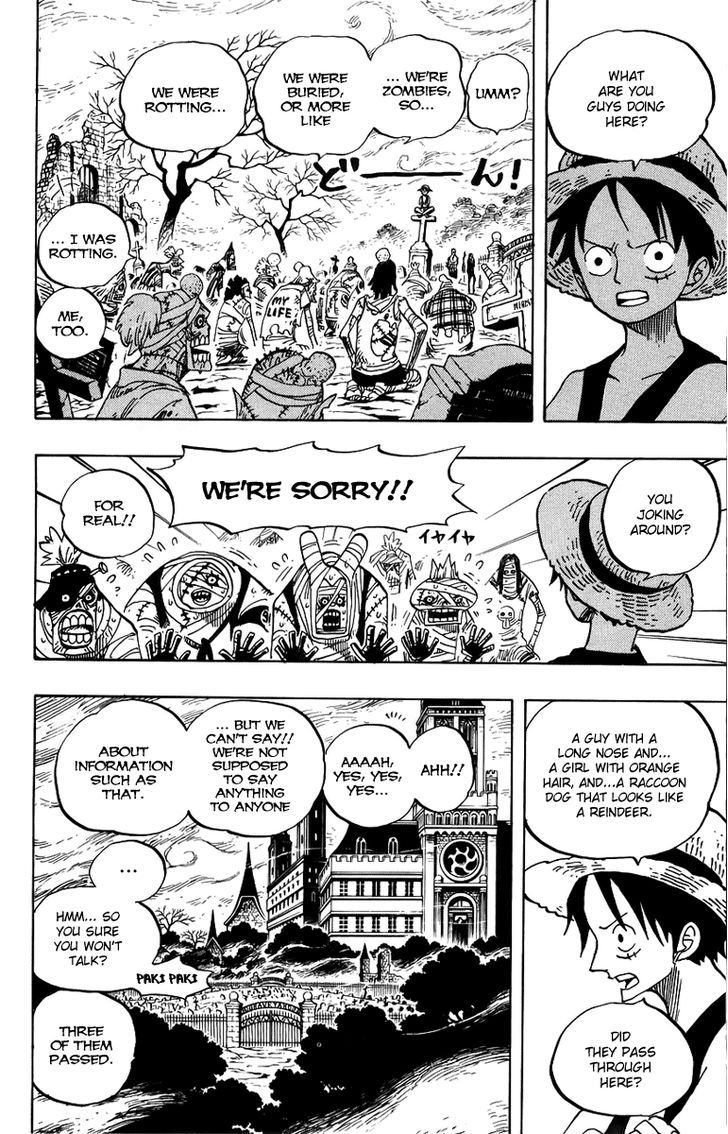 WHAT
ARE YOU
GUYS DOING
HERE?
UMM?
... WE'RE
ZOMBIES,
SO...
WE WERE
BURIED,
OR MORE
LIKE
WE WERE
ROTTING...
どーん!
... I WAS
ROTTING.
ME,
TOO.
MY
LIFE
YOU
JOKING
AROUND?
WE'RE SORRY!!
イヤイヤ
FOR
REAL!!
A GUY WITH A
LONG NOSE AND...
A GIRL WITH ORANGE
HAIR, AND...A RACCOON
DOG THAT LOOKS LIKE
A REINDEER.
DID
THEY PASS
THROUGH
HERE?
AHH!!
AAAAH,
YES, YES,
YES...
... BUT WE
CAN'T SAY!!
WE'RE NOT
SUPPOSED
TO SAY
ANYTHING
TO ANYONE
ABOUT
INFORMATION
SUCH AS
THAT.
...
HMM... SO
YOU SURE
YOU WON'T
TALK?
PAKI PAKI
THREE
OF THEM
PASSED.